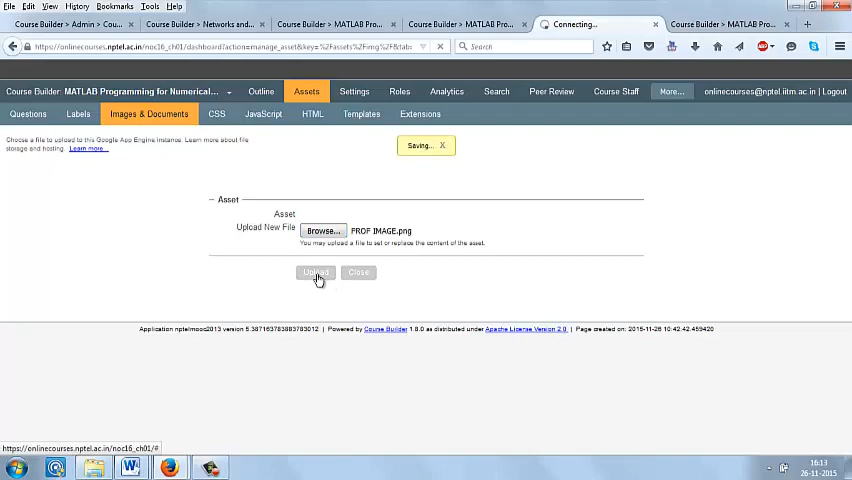 File Edit View History Bookmarks Tools Help
Course Builder > Admin > Cou... Course Builder > Networks and... Course Builder > MATLAB Pro... Course Builder > MATLAB Pro... Connecting... Course Builder > MATLAB Pro...
https://onlinecourses.nptel.ac.in/noc16_ch01/dashboard?action=manage_asset&key=%2Fassets%2Fimg&tab= Search
Course Builder: MATLAB Programming for Numerical... Outline Assets Settings Roles Analytics Search Peer Review Course Staff More... onlinecourses@nptel.iitm.ac.in | Logout
Questions Labels Images & Documents CSS JavaScript HTML Templates Extensions
Choose a file to upload to this Google App Engine instance. Learn more about file
storage and hosting. Learn more...
Saving... X
Asset
Asset
Upload New File Browse... PROF IMAGE.png
You may upload a file to set or replace the content of the asset.
Upload Close
Application nptelmooc2013 version 5.387163783883783012 | Powered by Course Builder 1.8.0 as distributed under Apache License Version 2.0 | Page created on: 2015-11-26 10:42:42.459420
https://onlinecourses.nptel.ac.in/noc16_ch01/#
16:13
26-11-2015